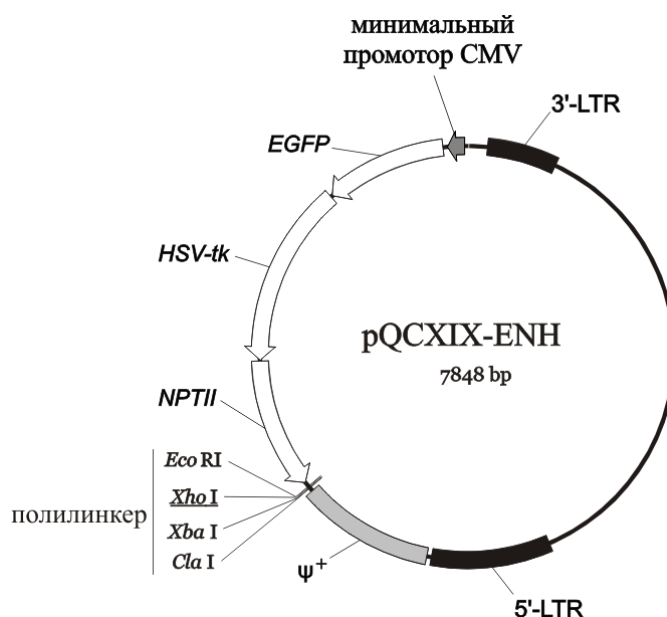 минимальный
промотор CMV
3'-LTR
EGFP
HSV-tk
pQCXIX-ENH
7848 bp
NPTII
Eco RI
Xho I
полилинкер
Xba I
Cla I
Ψ+
5'-LTR